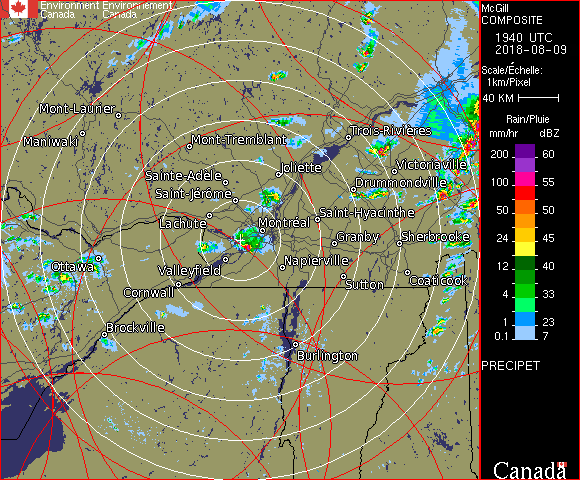 Environment Environnement
Canada Canada
McGill
COMPOSITE
1940 UTC
2018-08-09
Scale/Échelle:
1km/Pixel
40 KM
Rain/Pluie
mm/hr dBZ
200 60
100 55
50 50
24 45
12 40
4 33
1 23
0.1 7
PRECIPET
Canada
Mont-Laurier
Maniwaki
Mont-Tremblant
Trois-Rivières
Joliette
Victoriaville
Sainte-Adèle
Drummondville
Saint-Jérôme
Saint-Hyacinthe
Lachute
Montréal
Granby
Sherbrooke
Ottawa
Valleyfield
Napierville
Cornwall
Sutton
Coaticook
Brockville
Burlington